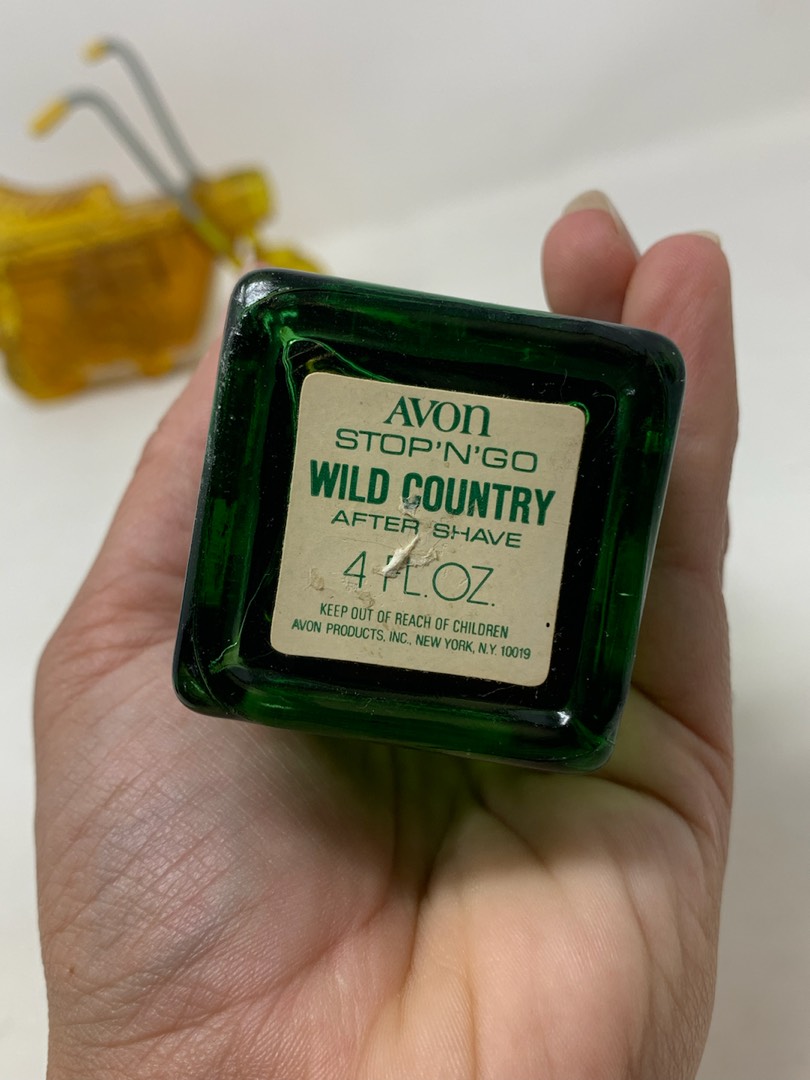 AVON
STOP'N'GO
WILD COUNTRY
AFTER SHAVE
4 FL.OZ.
KEEP OUT OF REACH OF CHILDREN
AVON PRODUCTS, INC., NEW YORK, N.Y. 10019